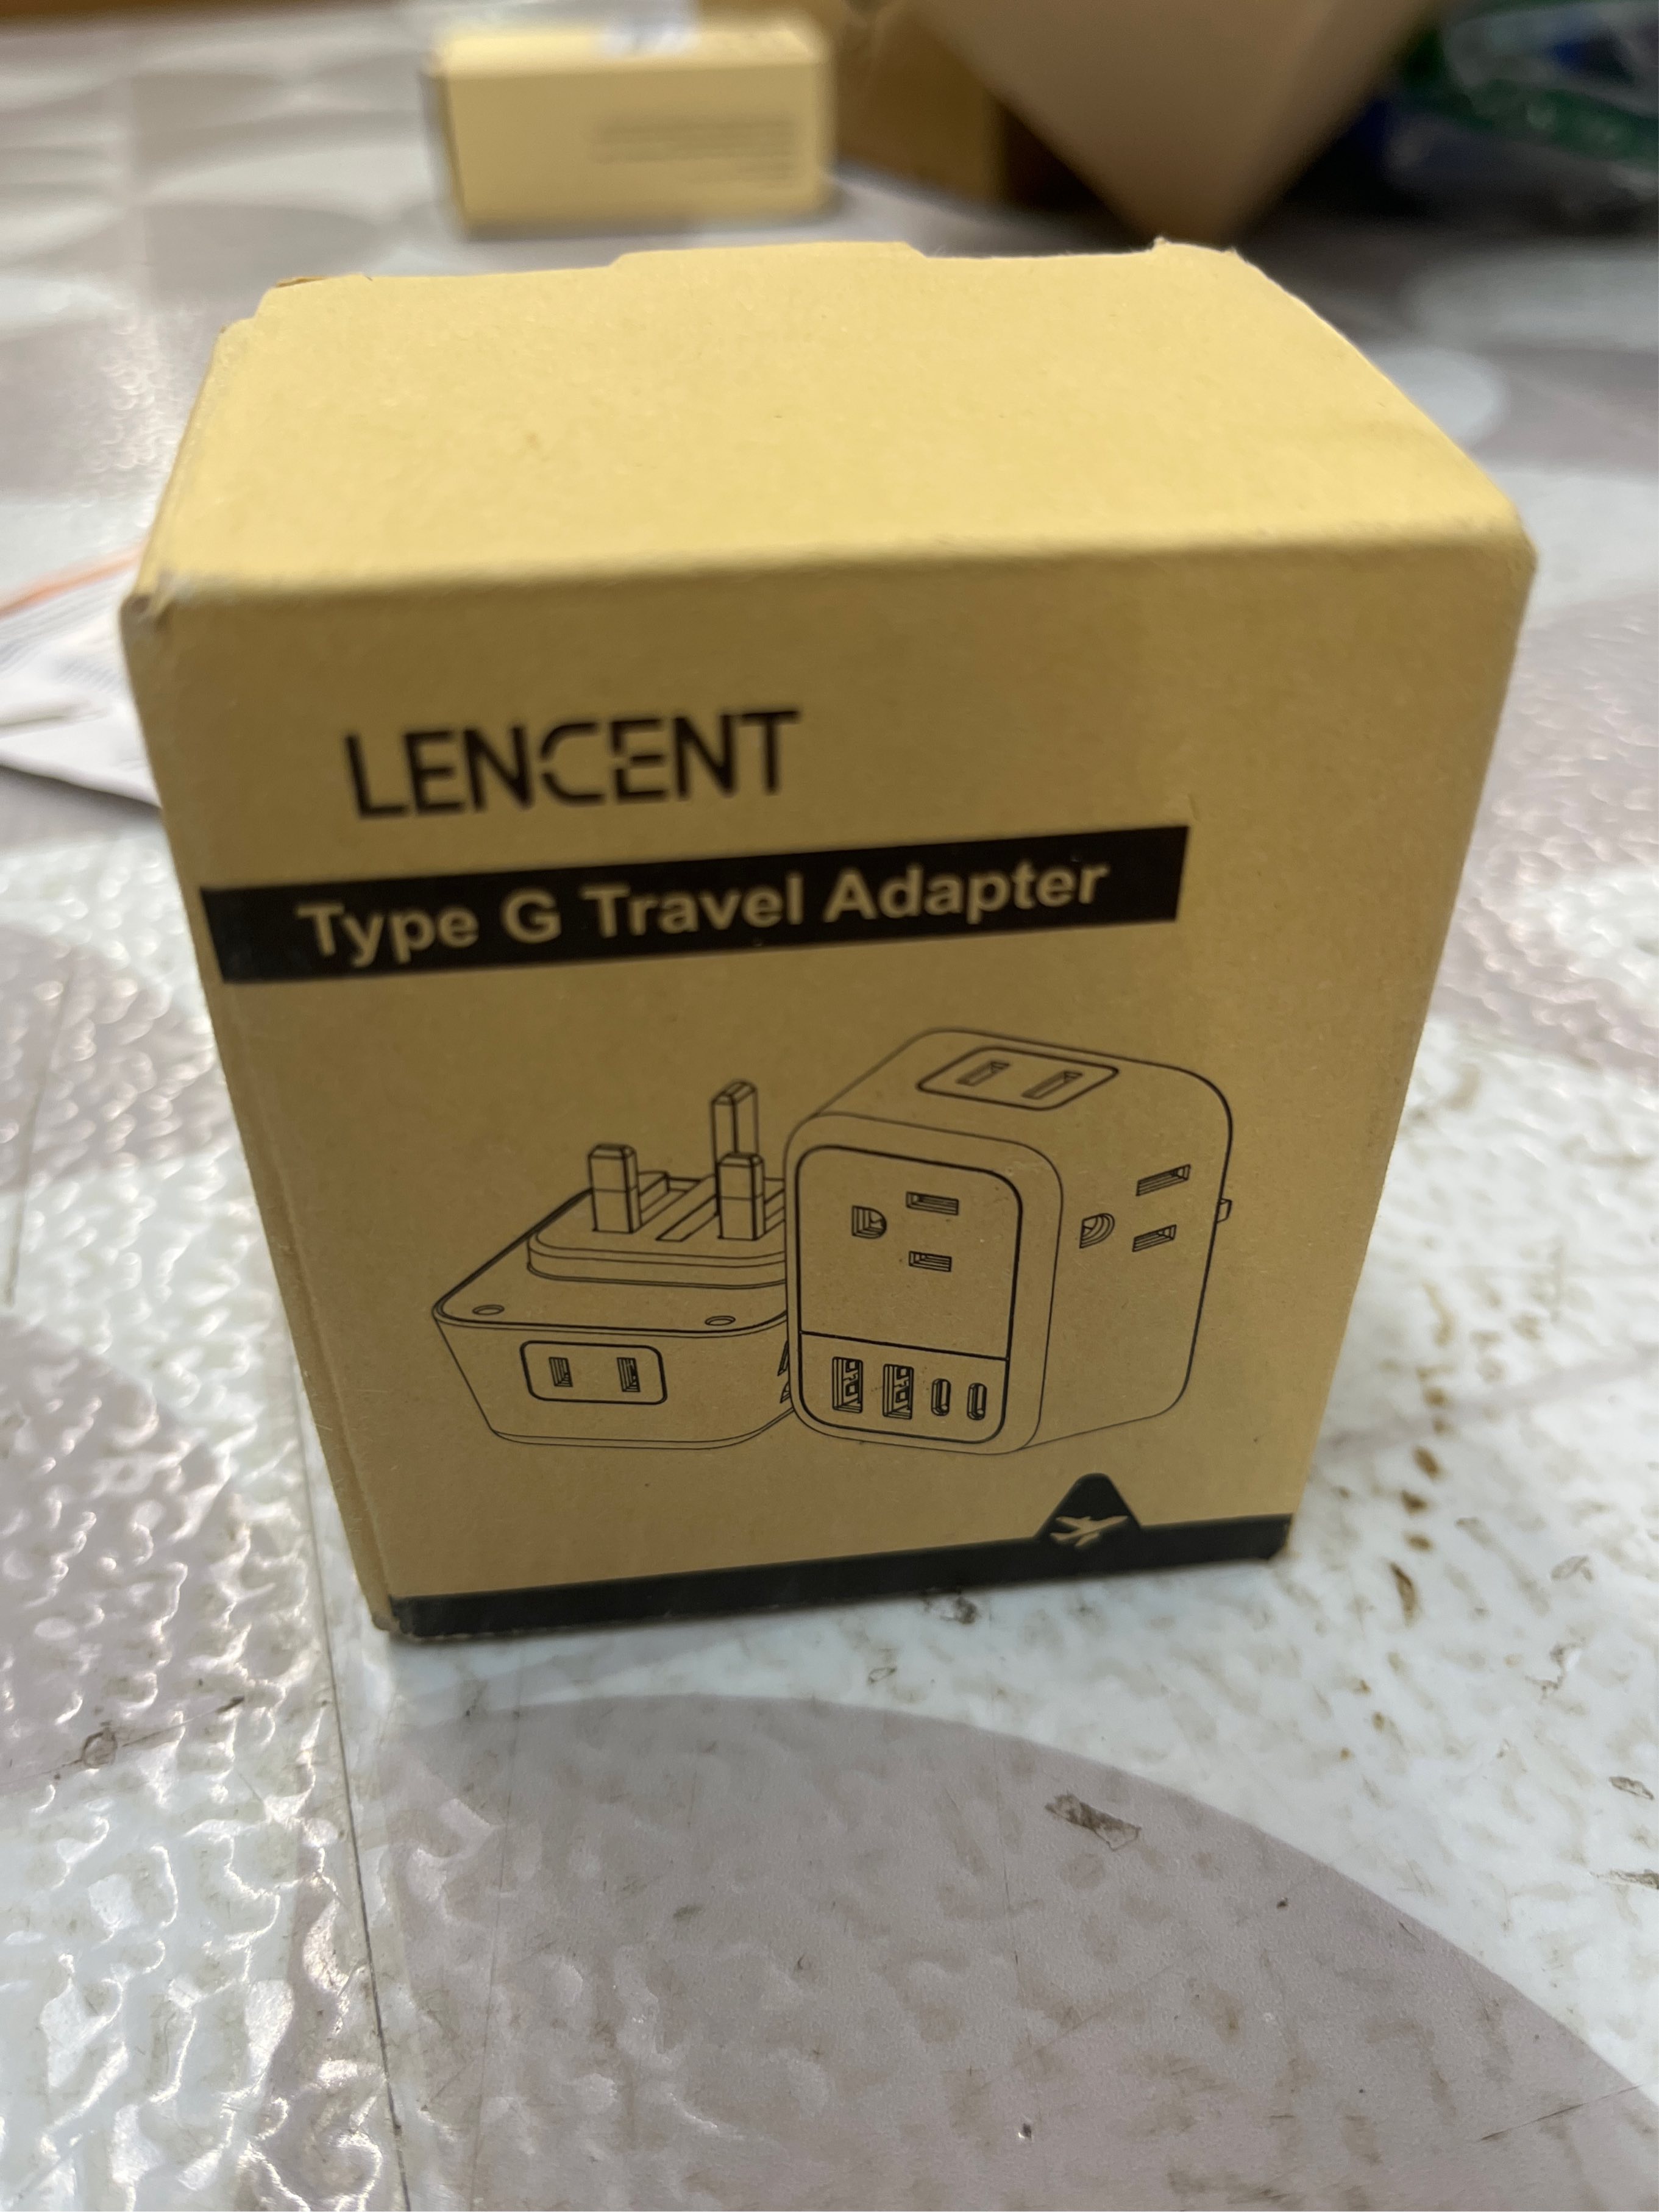 LENCENT
Type G Travel Adapter